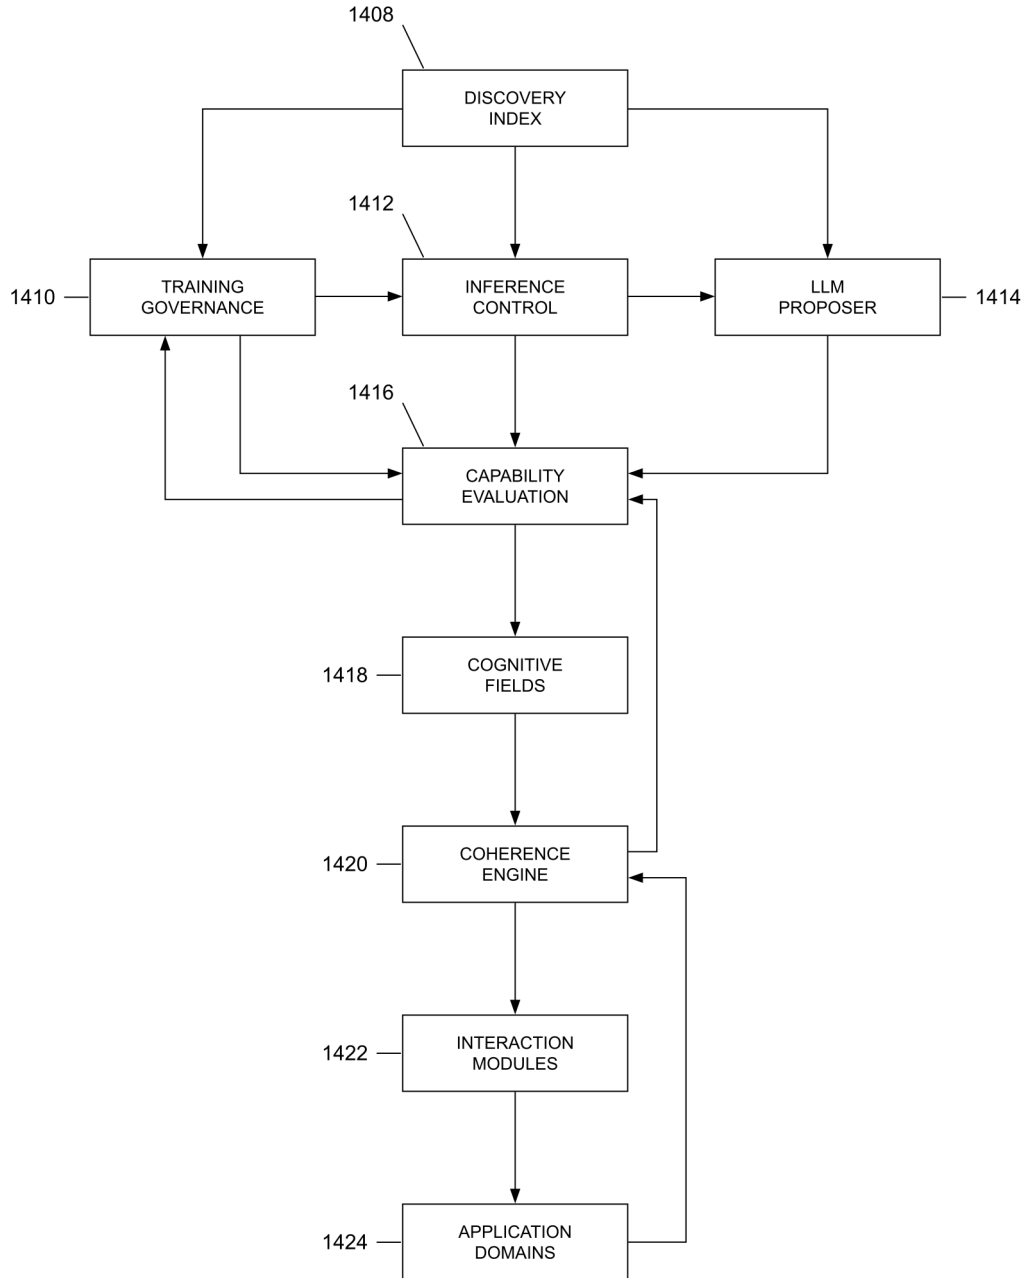 1408
DISCOVERY
INDEX
1412
1410
TRAINING
GOVERNANCE
INFERENCE
CONTROL
LLM
PROPOSER
1414
1416
CAPABILITY
EVALUATION
1418
COGNITIVE
FIELDS
1420
COHERENCE
ENGINE
1422
INTERACTION
MODULES
1424
APPLICATION
DOMAINS